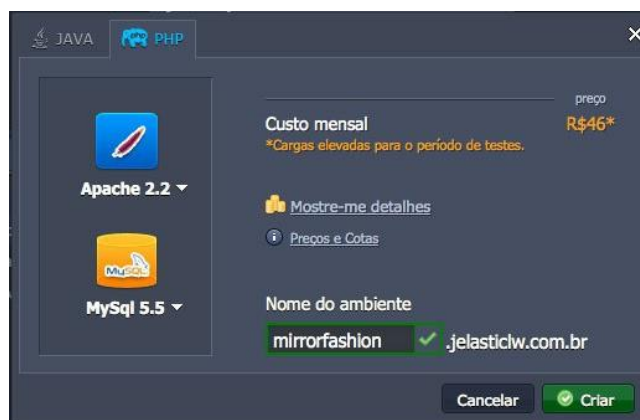 JAVA
php PHP
preço
Custo mensal R$46*
*Cargas elevadas para o período de testes.
Apache 2.2
Mostre-me detalhes
Preços e Cotas
MySQL
MySql 5.5
Nome do ambiente
mirrorfashion .jelasticlw.com.br
Cancelar Criar